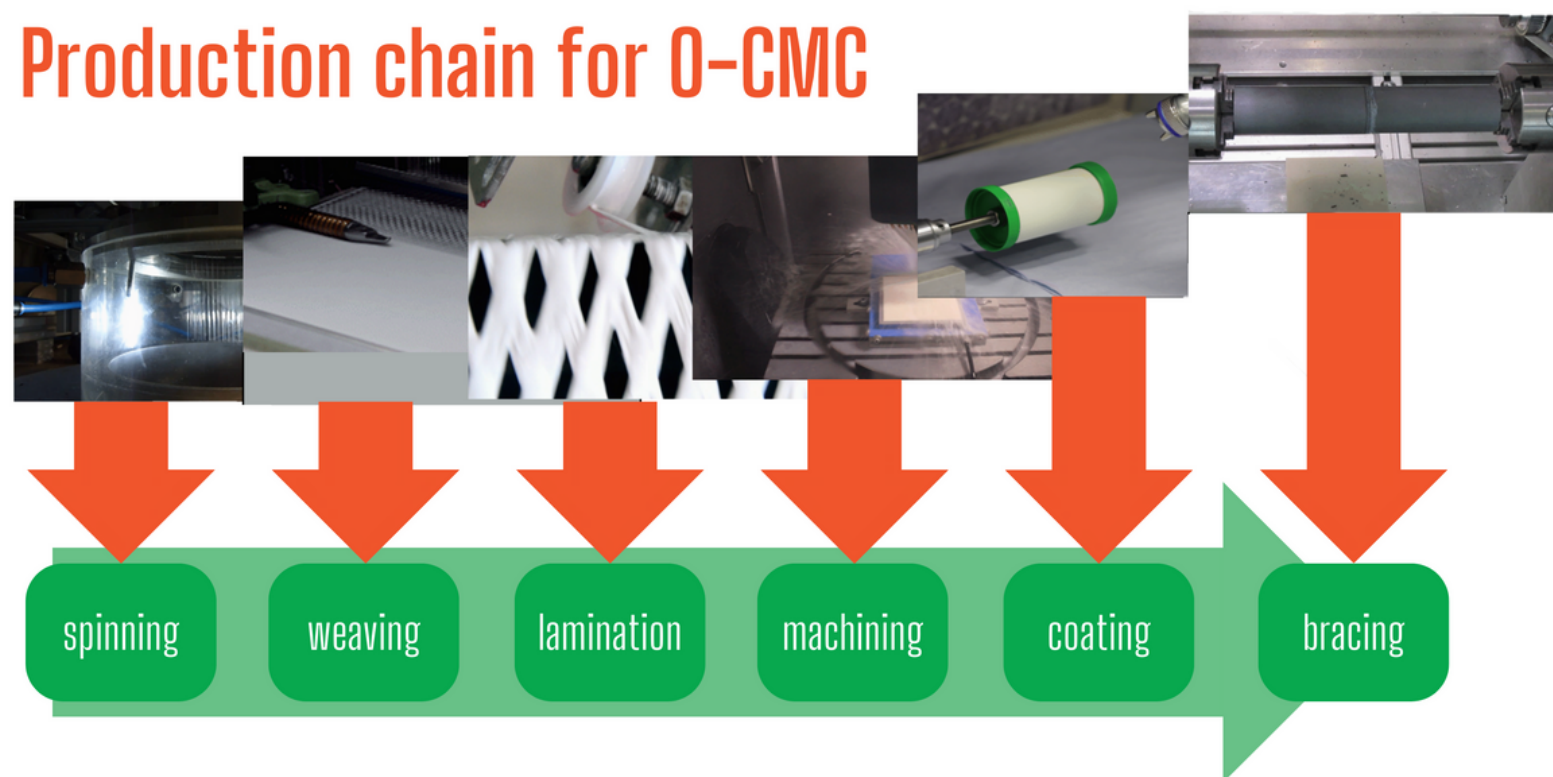 Production chain for O-CMC
spinning
weaving
lamination
machining
coating
bracing